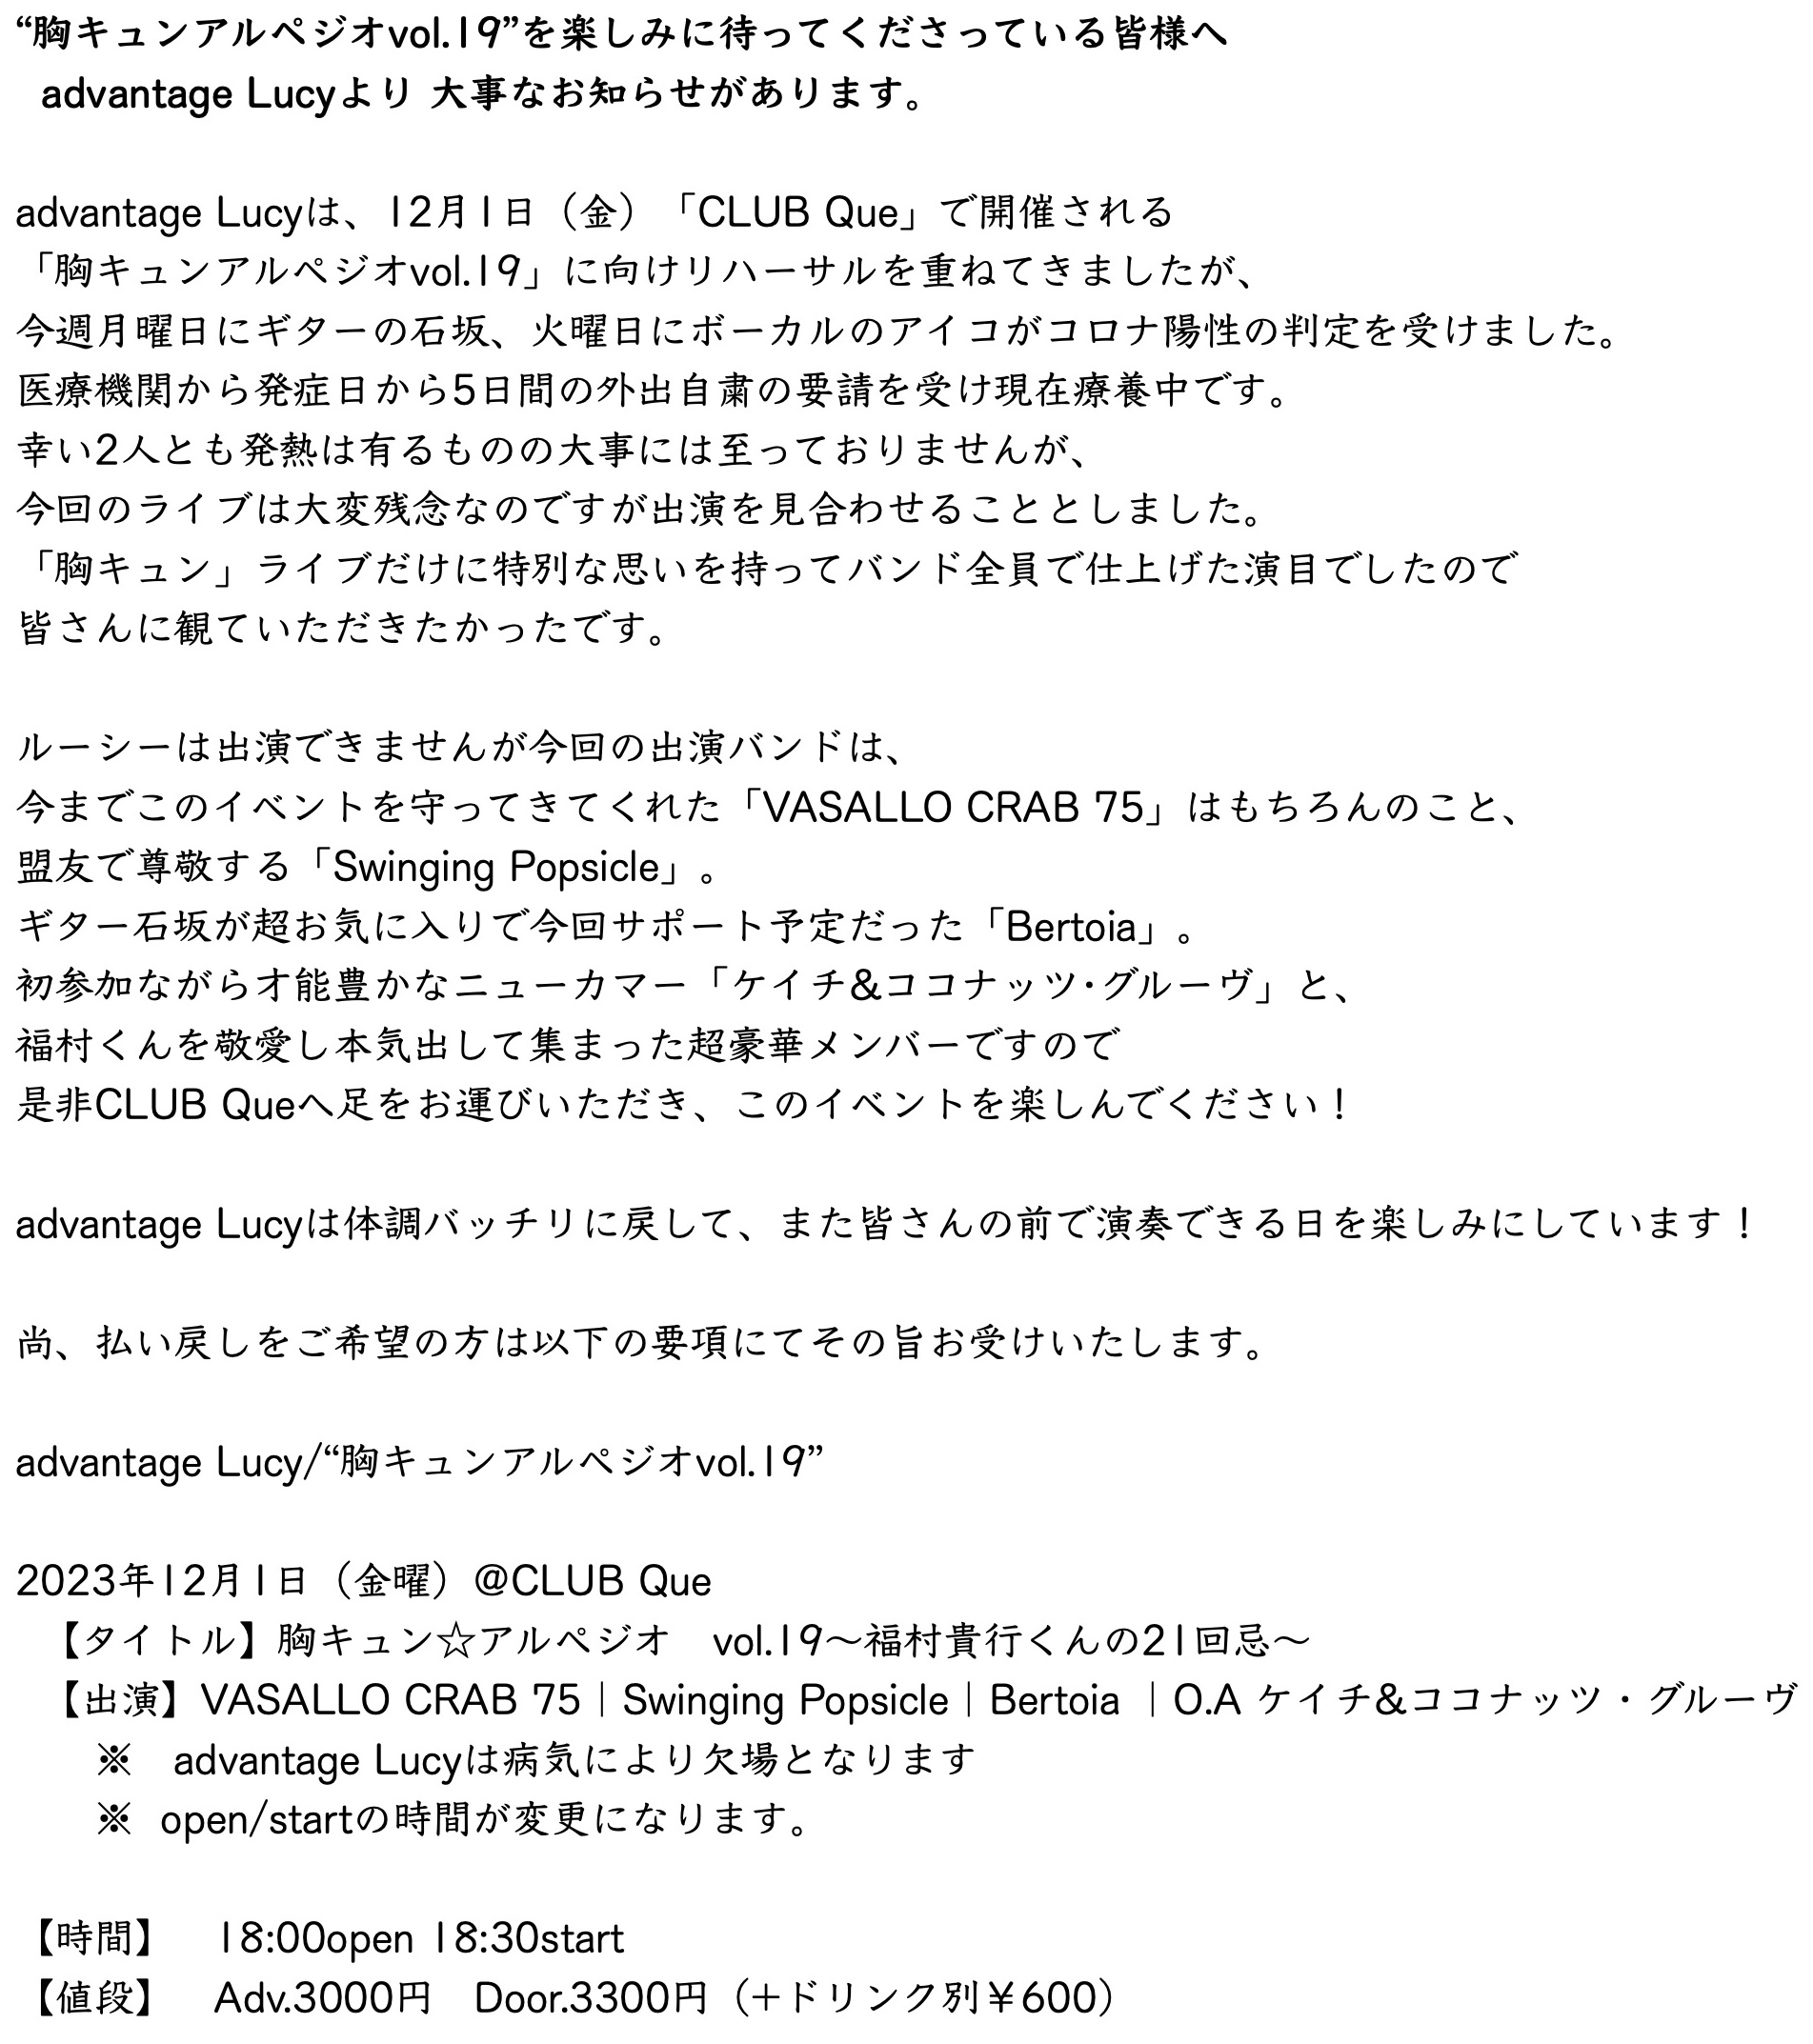 “胸キュンアルペジオvol.19”を楽しみに待ってくださっている皆様へ
advantage Lucyより 大事なお知らせがあります。
advantage Lucyは、12月1日（金）「CLUB Que」で開催される
「胸キュンアルペジオvol.19」に向けリハーサルを重ねてきましたが、
今週月曜日にギターの石坂、火曜日にボーカルのアイコがコロナ陽性の判定を受けました。
医療機関から発症日から5日間の外出自粛の要請を受け現在療養中です。
幸い2人とも発熱は有るものの大事には至っておりませんが、
今回のライブは大変残念なのですが出演を見合わせることとしました。
「胸キュン」ライブだけに特別な思いを持ってバンド全員で仕上げた演目でしたので
皆さんに観ていただきたかったです。
ルーシーは出演できませんが今回の出演バンドは、
今までこのイベントを守ってきてくれた「VASALLO CRAB 75」はもちろんのこと、
盟友で尊敬する「Swinging Popsicle」。
ギター石坂が超お気に入りで今回サポート予定だった「Bertoia」。
初参加ながら才能豊かなニューカマー「ケイチ&ココナッツ･グルーヴ」と、
福村くんを敬愛し本気出して集まった超豪華メンバーですので
是非CLUB Queへ足をお運びいただき、このイベントを楽しんでください！
advantage Lucyは体調バッチリに戻して、また皆さんの前で演奏できる日を楽しみにしています！
尚、払い戻しをご希望の方は以下の要項にてその旨お受けいたします。
advantage Lucy/“胸キュンアルペジオvol.19”
2023年12月1日（金曜）@CLUB Que
【タイトル】胸キュン☆アルペジオ　vol.19〜福村貴行くんの21回忌〜
【出演】VASALLO CRAB 75｜Swinging Popsicle｜Bertoia ｜O.A ケイチ&ココナッツ・グルーヴ
※　advantage Lucyは病気により欠場となります
※ open/startの時間が変更になります。
【時間】　18:00open 18:30start
【値段】　Adv.3000円　Door.3300円（＋ドリンク別￥600）